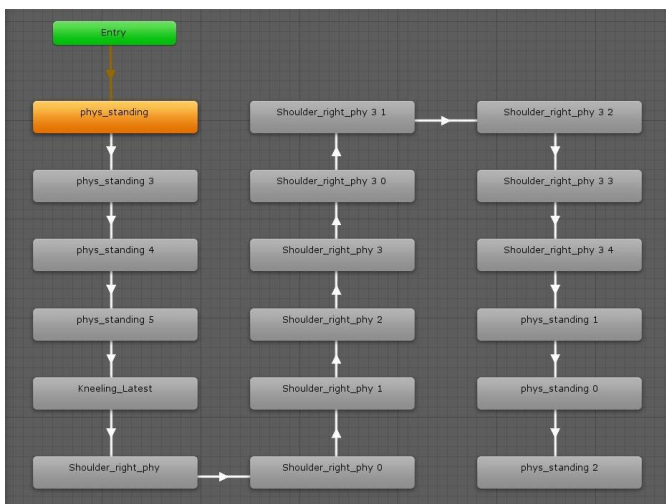 Entry
phys_standing
phys_standing 3
phys_standing 4
phys_standing 5
Kneeling_Latest
Shoulder_right_phy
Shoulder_right_phy 0
Shoulder_right_phy 1
Shoulder_right_phy 2
Shoulder_right_phy 3
Shoulder_right_phy 3 0
Shoulder_right_phy 3 1
Shoulder_right_phy 3 2
Shoulder_right_phy 3 3
Shoulder_right_phy 3 4
phys_standing 1
phys_standing 0
phys_standing 2